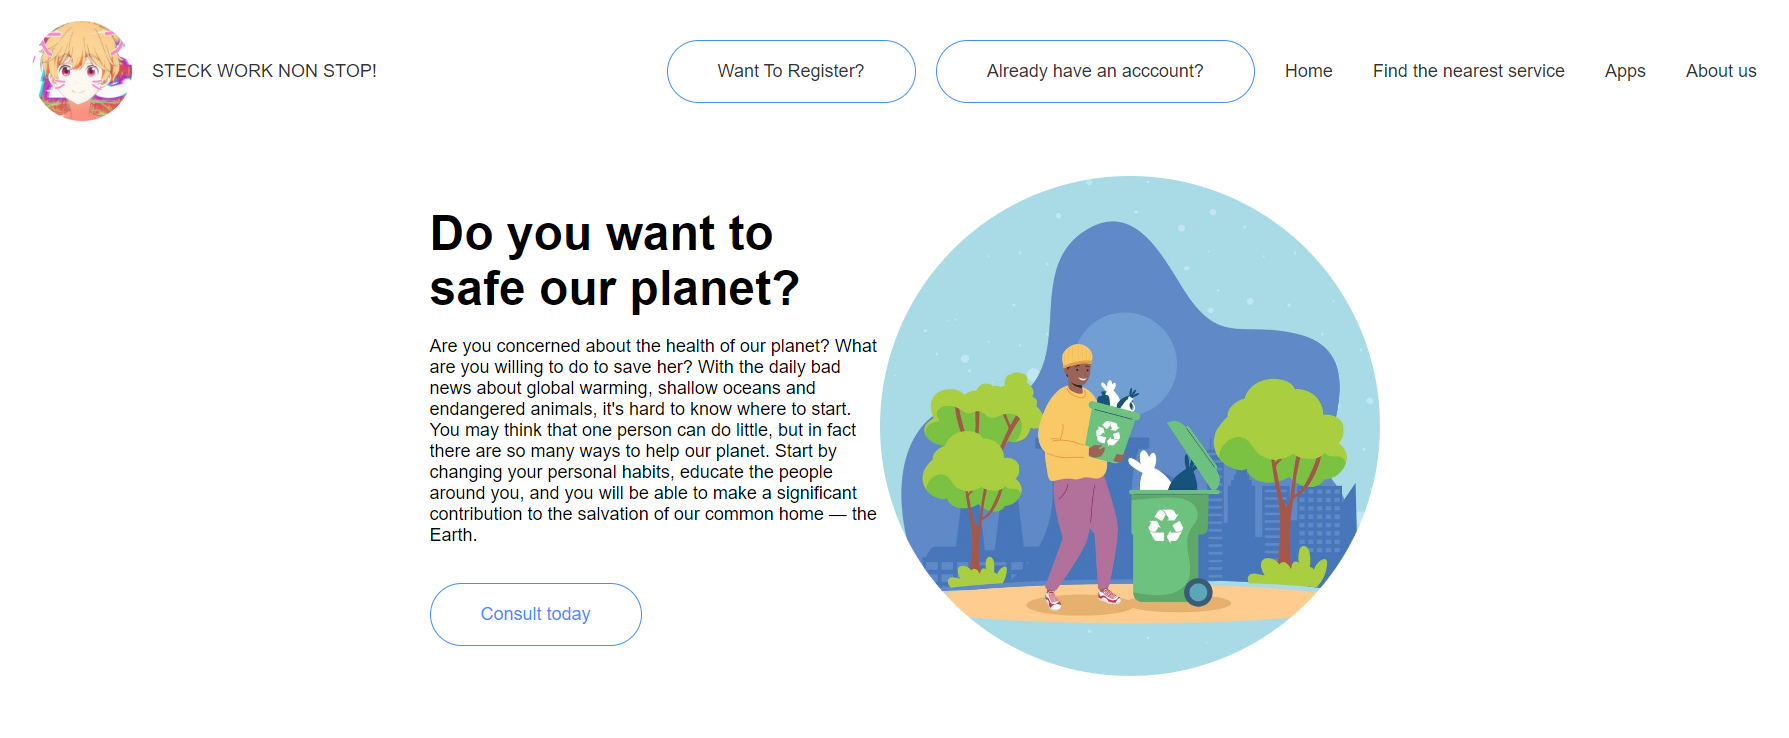 STECK WORK NON STOP!
Want To Register?
Already have an acccount?
Home
Find the nearest service
Apps
About us
Do you want to
safe our planet?
Are you concerned about the health of our planet? What
are you willing to do to save her? With the daily bad
news about global warming, shallow oceans and
endangered animals, it's hard to know where to start.
You may think that one person can do little, but in fact
there are so many ways to help our planet. Start by
changing your personal habits, educate the people
around you, and you will be able to make a significant
contribution to the salvation of our common home — the
Earth.
Consult today